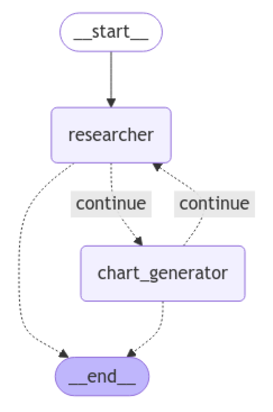 __start__
researcher
continue
continue
chart_generator
__end__